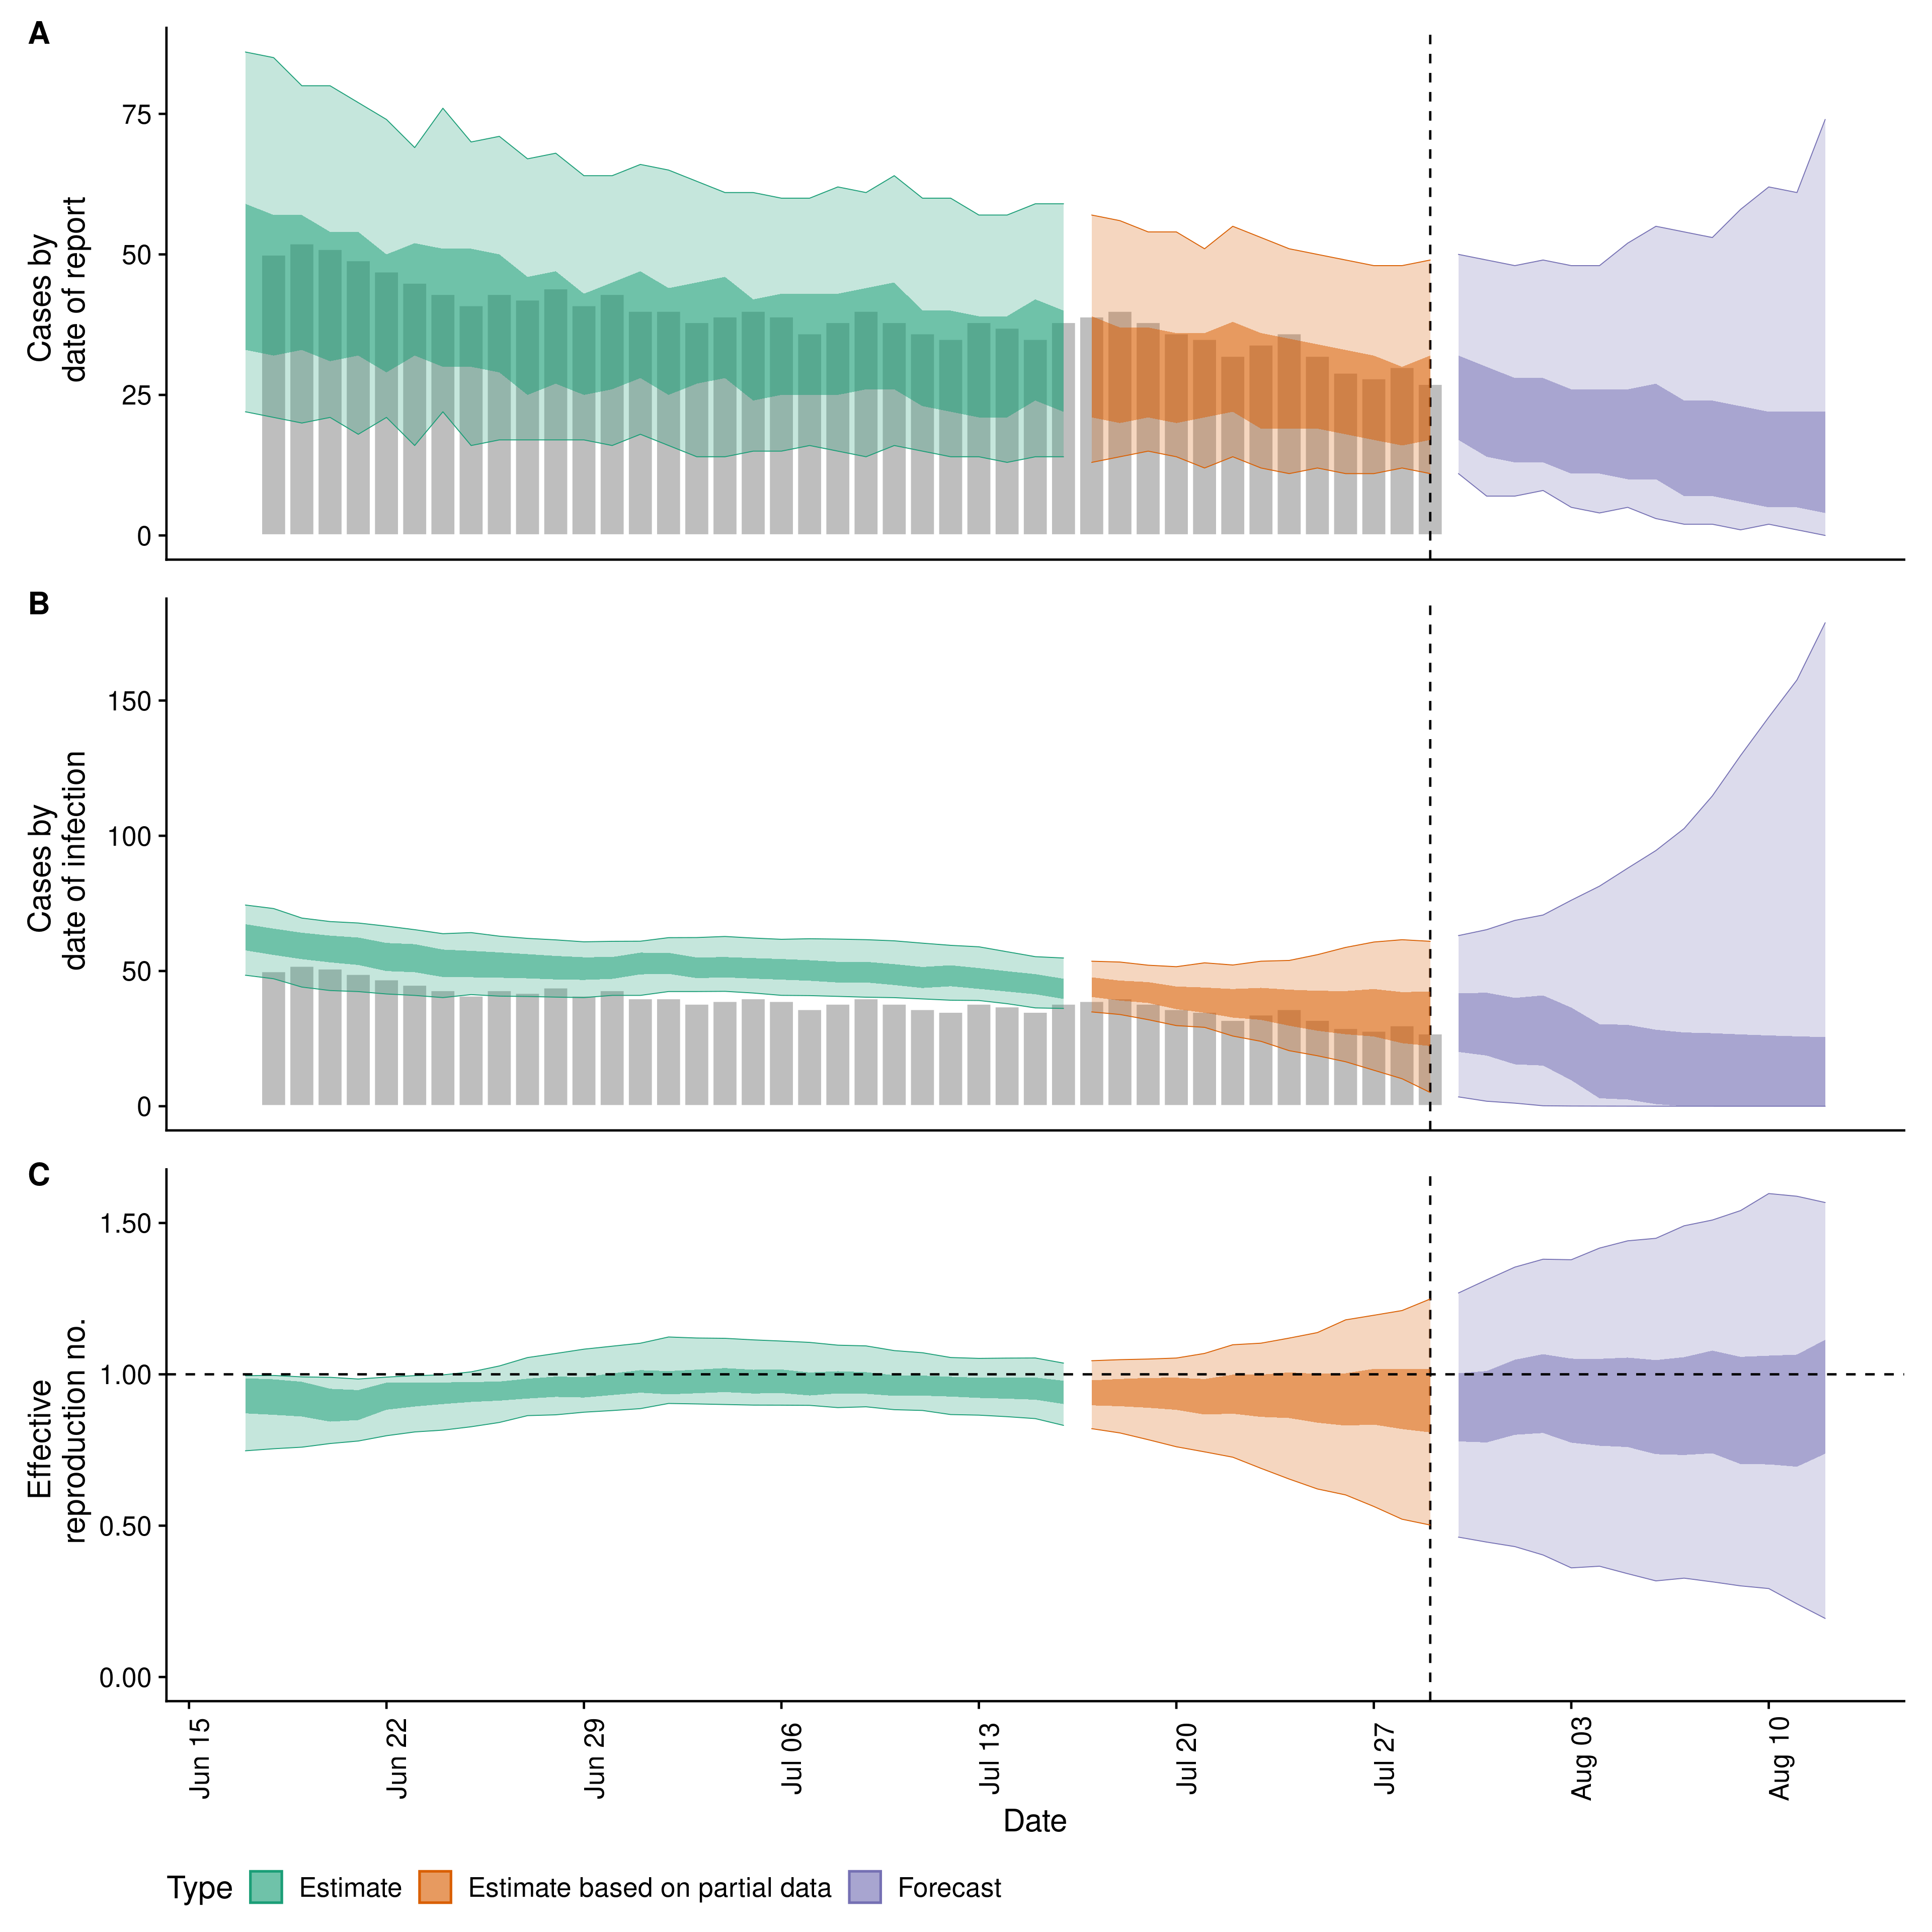 A
Cases by
date of report
75
50
25
0
B
Cases by
date of infection
150
100
50
0
C
Effective
reproduction no.
1.50
1.00
0.50
0.00
Jun 15
Jun 22
Jun 29
Jul 06
Jul 13
Jul 20
Jul 27
Aug 03
Aug 10
Date
Type Estimate Estimate based on partial data Forecast